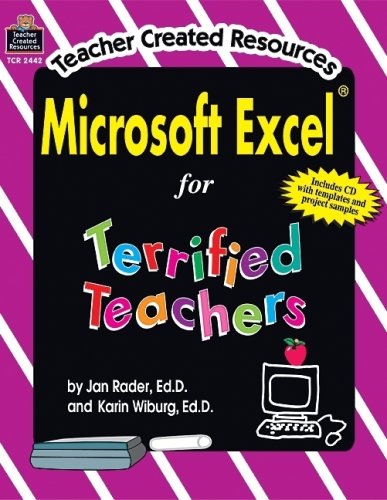 Teacher
Created
Resources
TCR 2442
Teacher Created Resources
Microsoft Excel®
for
Includes CD
with templates and
project samples
Terrified
Teachers
by Jan Rader, Ed.D.
and Karin Wiburg, Ed.D.